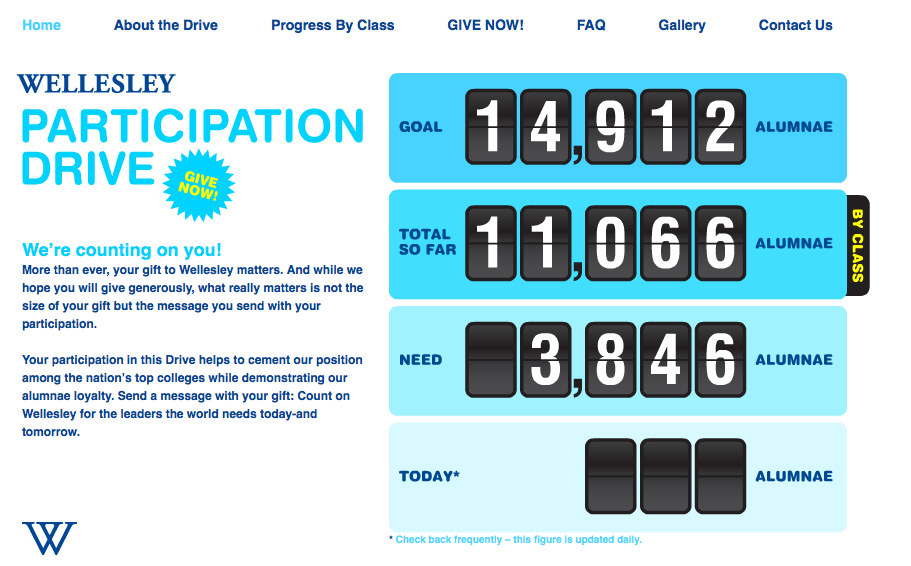 Home About the Drive Progress By Class GIVE NOW! FAQ Gallery Contact Us
WELLESLEY
PARTICIPATION
DRIVE
GIVE
NOW!
We're counting on you!
More than ever, your gift to Wellesley matters. And while we
hope you will give generously, what really matters is not the
size of your gift but the message you send with your
participation.
Your participation in this Drive helps to cement our position
among the nation's top colleges while demonstrating our
alumnae loyalty. Send a message with your gift: Count on
Wellesley for the leaders the world needs today-and
tomorrow.
W
GOAL 14,912 ALUMNAE
TOTAL
SO FAR 11,066 ALUMNAE
BY CLASS
NEED 3,846 ALUMNAE
TODAY* ALUMNAE
* Check back frequently – this figure is updated daily.